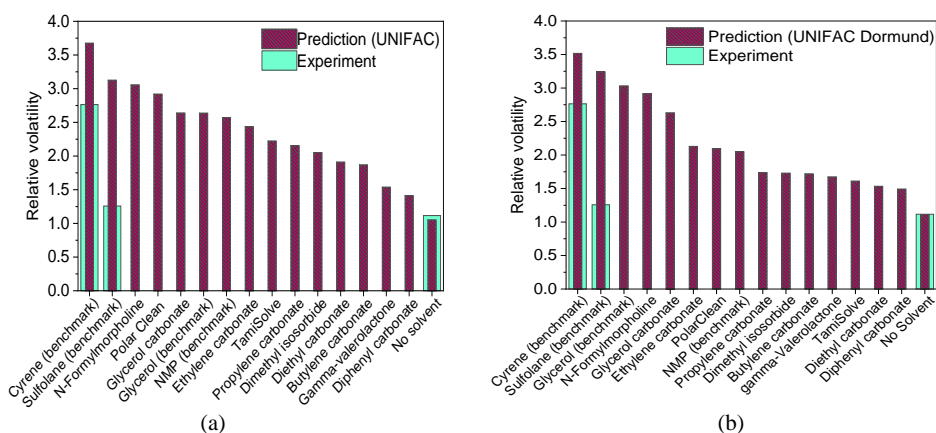 4.0
3.5
3.0
2.5
2.0
1.5
1.0
0.5
0.0
Relative volatility
Prediction (UNIFAC)
Experiment
Cyrene (benchmark)
Sulfolane (benchmark)
N-Formylmorpholine
Polar Clean
Glycerol carbonate
Glycerol (benchmark)
NMP (benchmark)
Ethylene carbonate
TamiSolve
Propylene carbonate
Dimethyl isosorbide
Diethyl carbonate
Butylene carbonate
Gamma-valerolactone
Diphenyl carbonate
No solvent
(a)
4.0
3.5
3.0
2.5
2.0
1.5
1.0
0.5
0.0
Relative volatility
Prediction (UNIFAC Dormund)
Experiment
Cyrene (benchmark)
Sulfolane (benchmark)
Glycerol (benchmark)
N-Formylmorpholine
Glycerol carbonate
Ethylene carbonate
PolarClean
NMP (benchmark)
Propylene carbonate
Dimethyl isosorbide
Butylene carbonate
gamma-Valerolactone
TamiSolve
Diethyl carbonate
Diphenyl carbonate
No Solvent
(b)